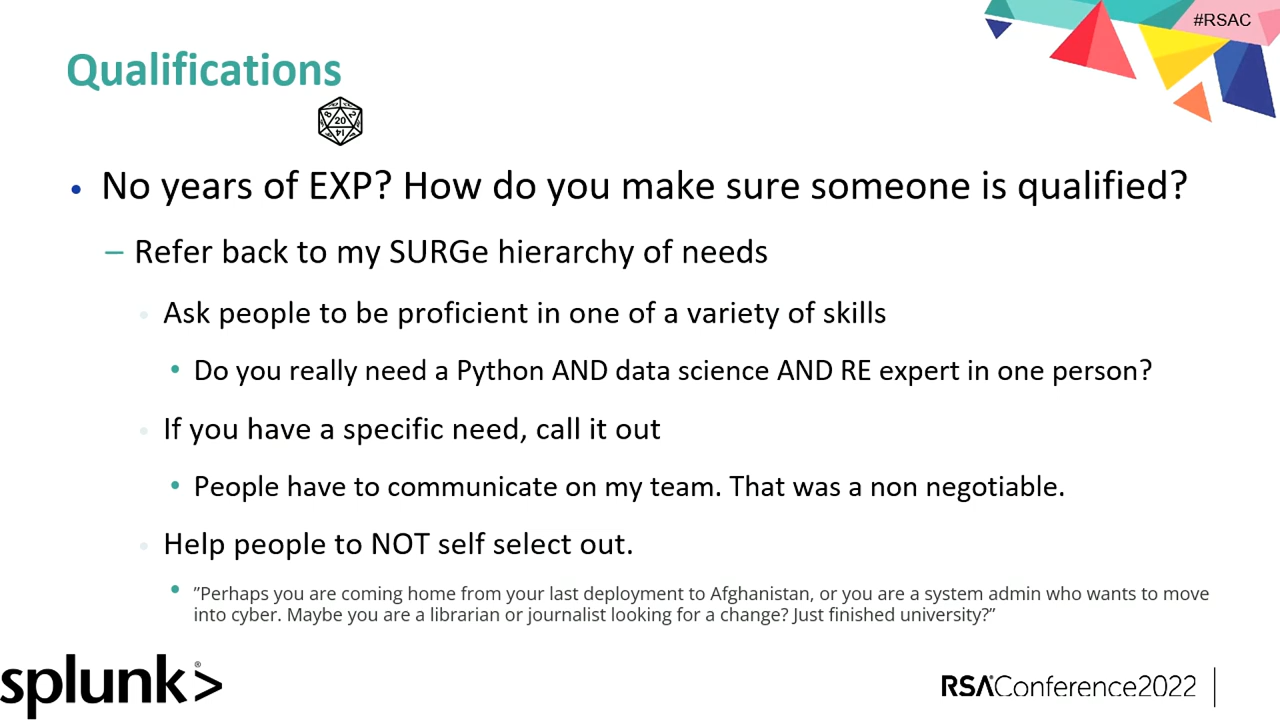 #RSAC
Qualifications
20
8
2
14
• No years of EXP? How do you make sure someone is qualified?
– Refer back to my SURGe hierarchy of needs
• Ask people to be proficient in one of a variety of skills
• Do you really need a Python AND data science AND RE expert in one person?
• If you have a specific need, call it out
• People have to communicate on my team. That was a non negotiable.
• Help people to NOT self select out.
• ”Perhaps you are coming home from your last deployment to Afghanistan, or you are a system admin who wants to move
into cyber. Maybe you are a librarian or journalist looking for a change? Just finished university?”
splunk®>
RSAConference2022